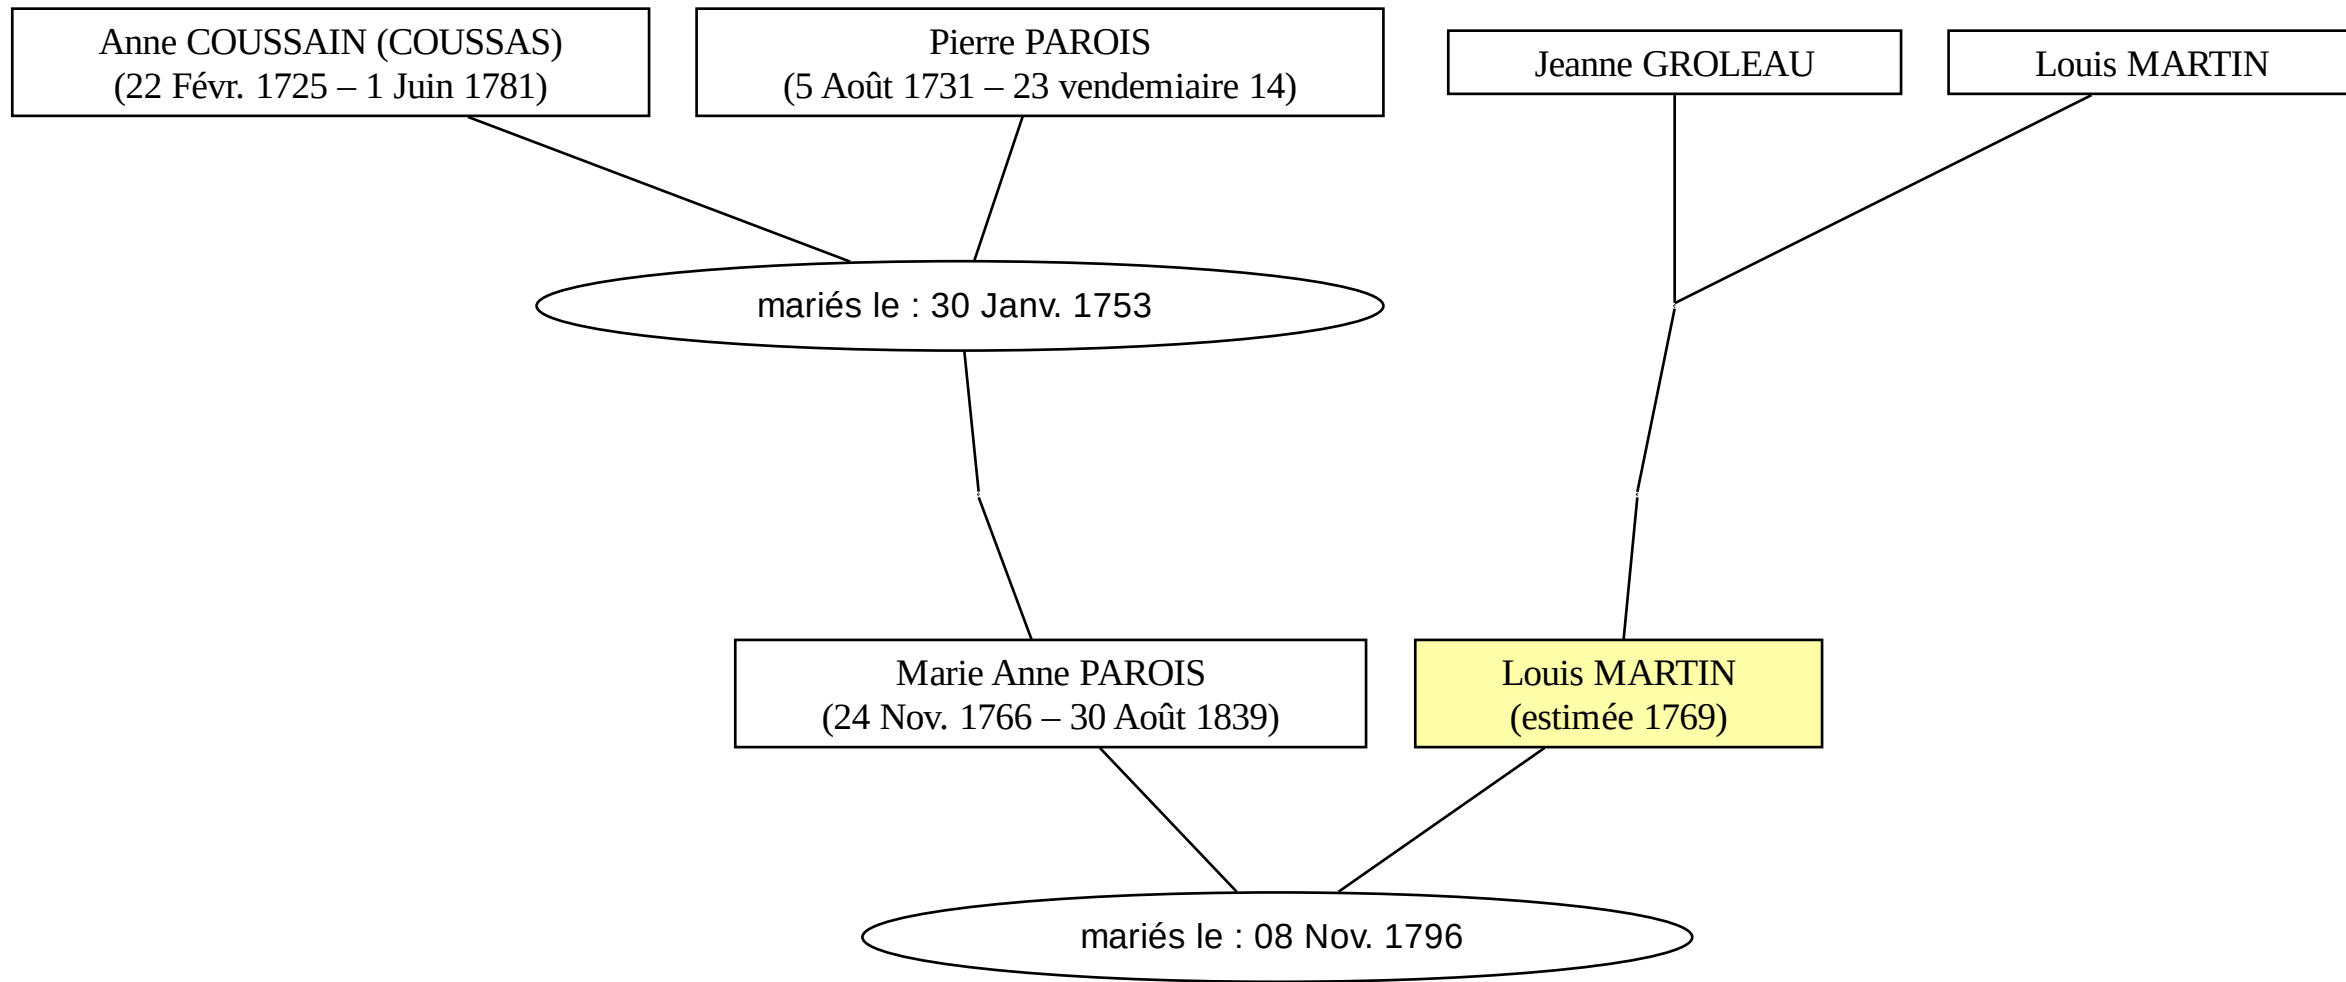 Anne COUSSAIN (COUSSAS)
(22 Févr. 1725 – 1 Juin 1781)
Pierre PAROIS
(5 Août 1731 – 23 vendemiaire 14)
Jeanne GROLEAU
Louis MARTIN
mariés le : 30 Janv. 1753
Marie Anne PAROIS
(24 Nov. 1766 – 30 Août 1839)
Louis MARTIN
(estimée 1769)
mariés le : 08 Nov. 1796